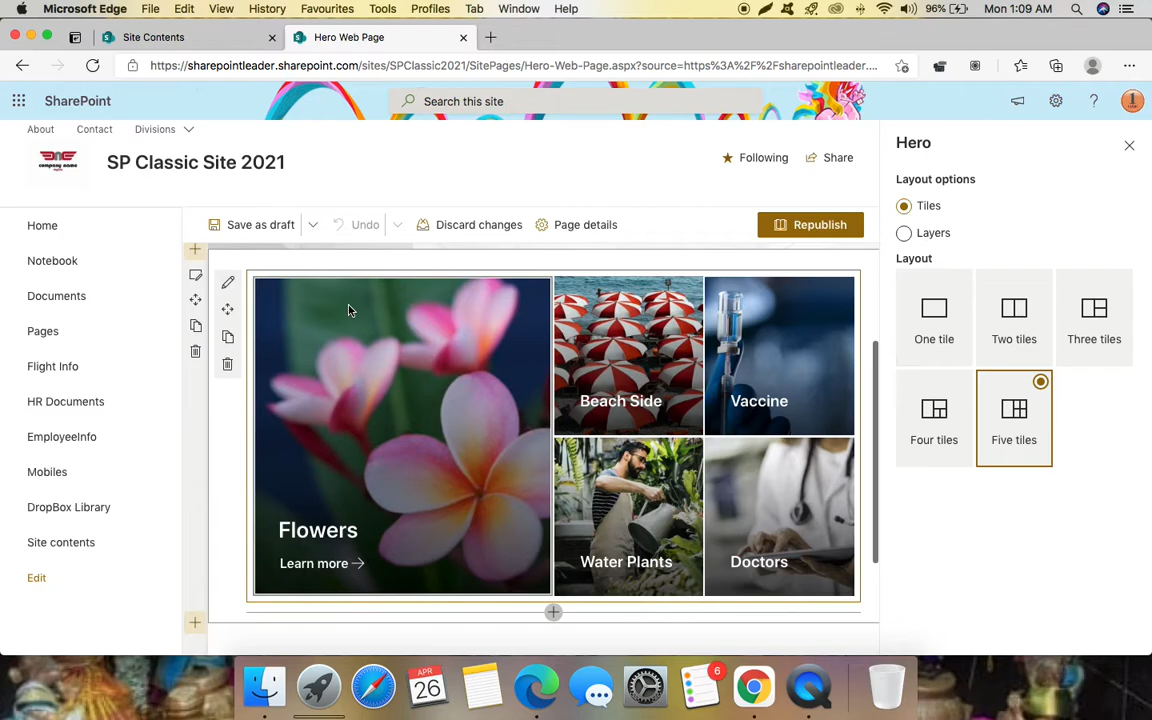 Microsoft Edge File Edit View History Favourites Tools Profiles Tab Window Help 96% Mon 1:09 AM
Site Contents
Hero Web Page
https://sharepointleader.sharepoint.com/sites/SPClassic2021/SitePages/Hero-Web-Page.aspx?source=https%3A%2F%2Fsharepointleader....
SharePoint
Search this site
About Contact Divisions
company name
SP Classic Site 2021
Following
Share
Save as draft
Undo
Discard changes
Page details
Republish
Home
Notebook
Documents
Pages
Flight Info
HR Documents
EmployeeInfo
Mobiles
DropBox Library
Site contents
Edit
Flowers
Learn more
Beach Side
Vaccine
Water Plants
Doctors
Hero
Layout options
Tiles
Layers
Layout
One tile
Two tiles
Three tiles
Four tiles
Five tiles
APR
26
6